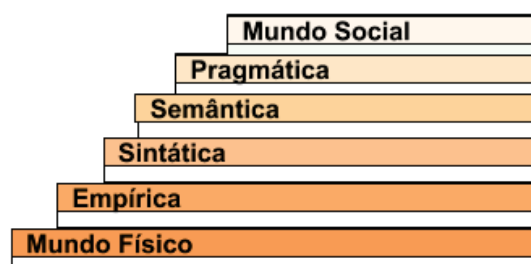 Mundo Social
Pragmática
Semântica
Sintática
Empírica
Mundo Físico